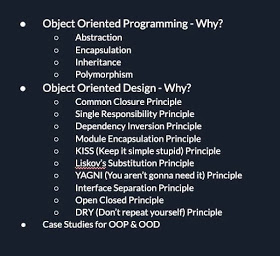 Object Oriented Programming - Why?
Abstraction
Encapsulation
Inheritance
Polymorphism
Object Oriented Design - Why?
Common Closure Principle
Single Responsibility Principle
Dependency Inversion Principle
Module Encapsulation Principle
KISS (Keep it simple stupid) Principle
Liskov's Substitution Principle
YAGNI (You aren't gonna need it) Principle
Interface Separation Principle
Open Closed Principle
DRY (Don't repeat yourself) Principle
Case Studies for OOP & OOD